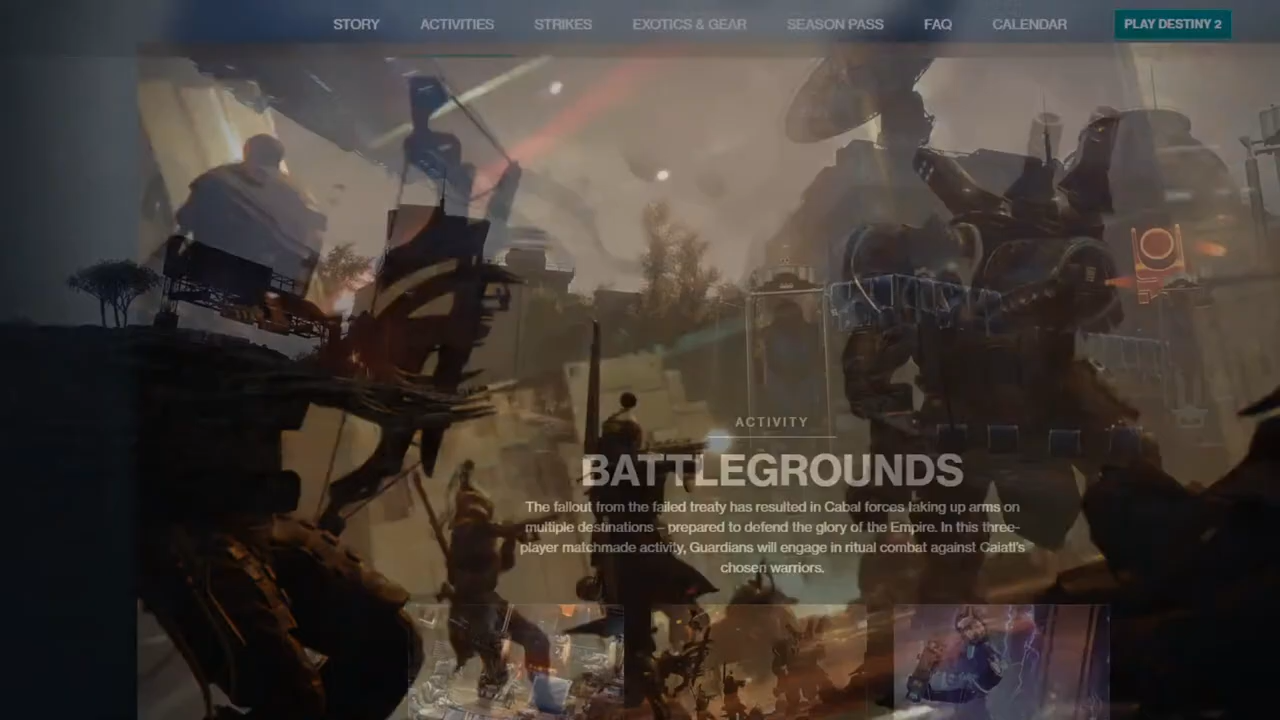 STORY ACTIVITIES STRIKES EXOTICS & GEAR SEASON PASS FAQ CALENDAR PLAY DESTINY 2
ACTIVITY
BATTLEGROUNDS
The fallout from the failed treaty has resulted in Cabal forces taking up arms on
multiple destinations – prepared to defend the glory of the Empire. In this three-
player matchmade activity, Guardians will engage in ritual combat against Caiatl's
chosen warriors.